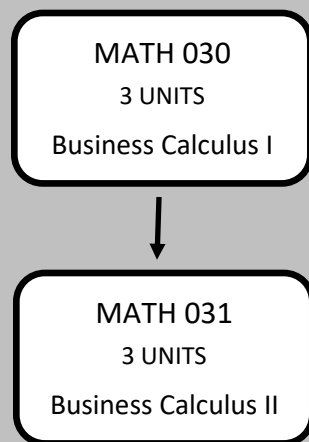 MATH 030
3 UNITS
Business Calculus I
MATH 031
3 UNITS
Business Calculus II